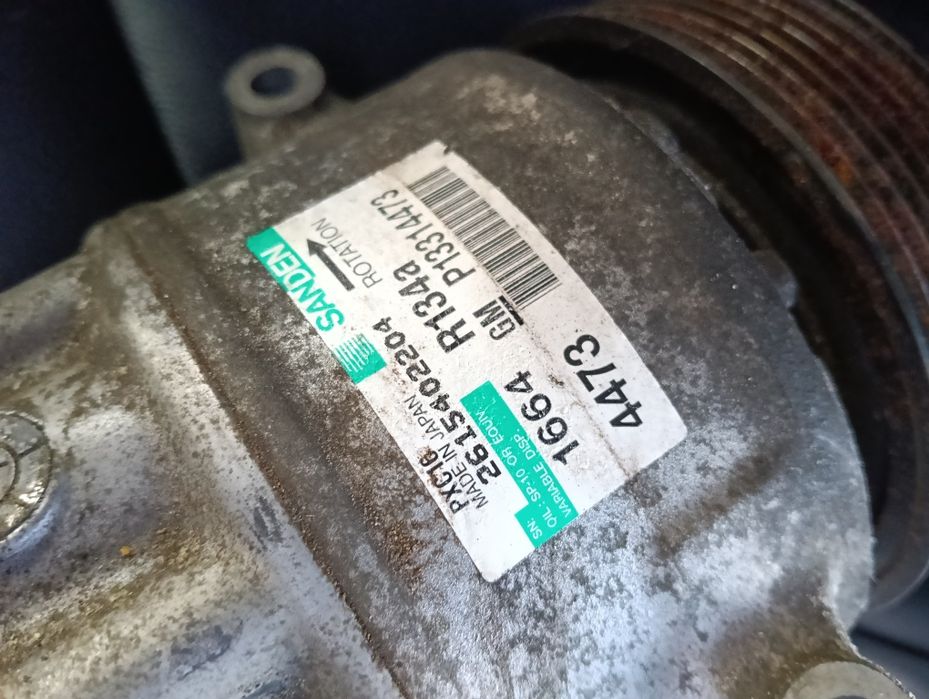 SANDEN
ROTATION
R134a
GM P13314473
PXC16
MADE IN JAPAN
2615402204
SN:
OIL : SP-10 OR EQUIV.
VARIABLE DISP.
1664
4473